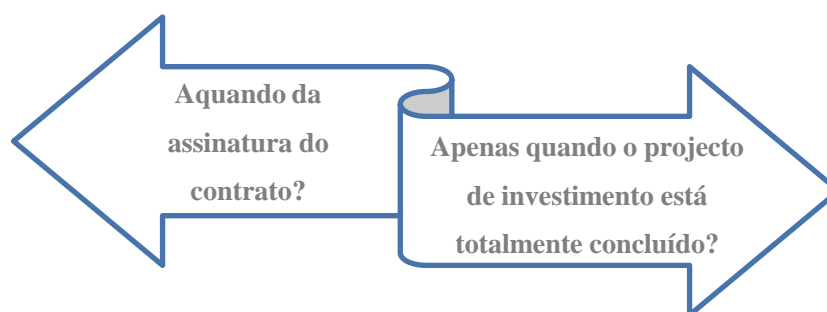 Aquando da
assinatura do
contrato?
Apenas quando o projecto
de investimento está
totalmente concluído?